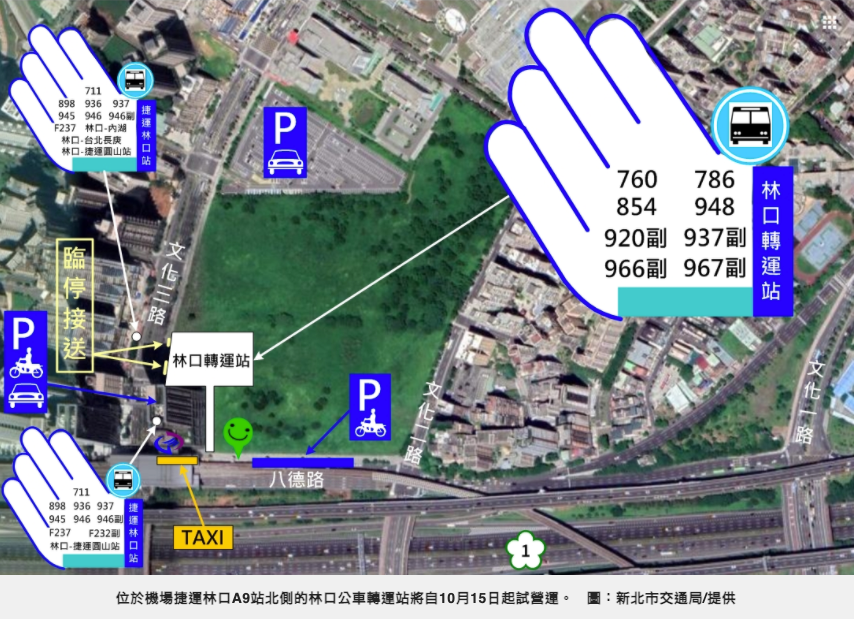 711
898 936 937
945 946 946副
F237 林口-內湖
林口-台北長庚
林口-捷運圓山站
捷運林口站
P
760 786
854 948
920副 937副
966副 967副
林口轉運站
臨停接送
文化三路
P
林口轉運站
P
文化二路
文化一路
八德路
711
898 936 937
945 946 946副
F237 F232副
林口-捷運圓山站
捷運林口站
TAXI
1
位於機場捷運林口A9站北側的林口公車轉運站將自10月15日起試營運。 圖：新北市交通局/提供